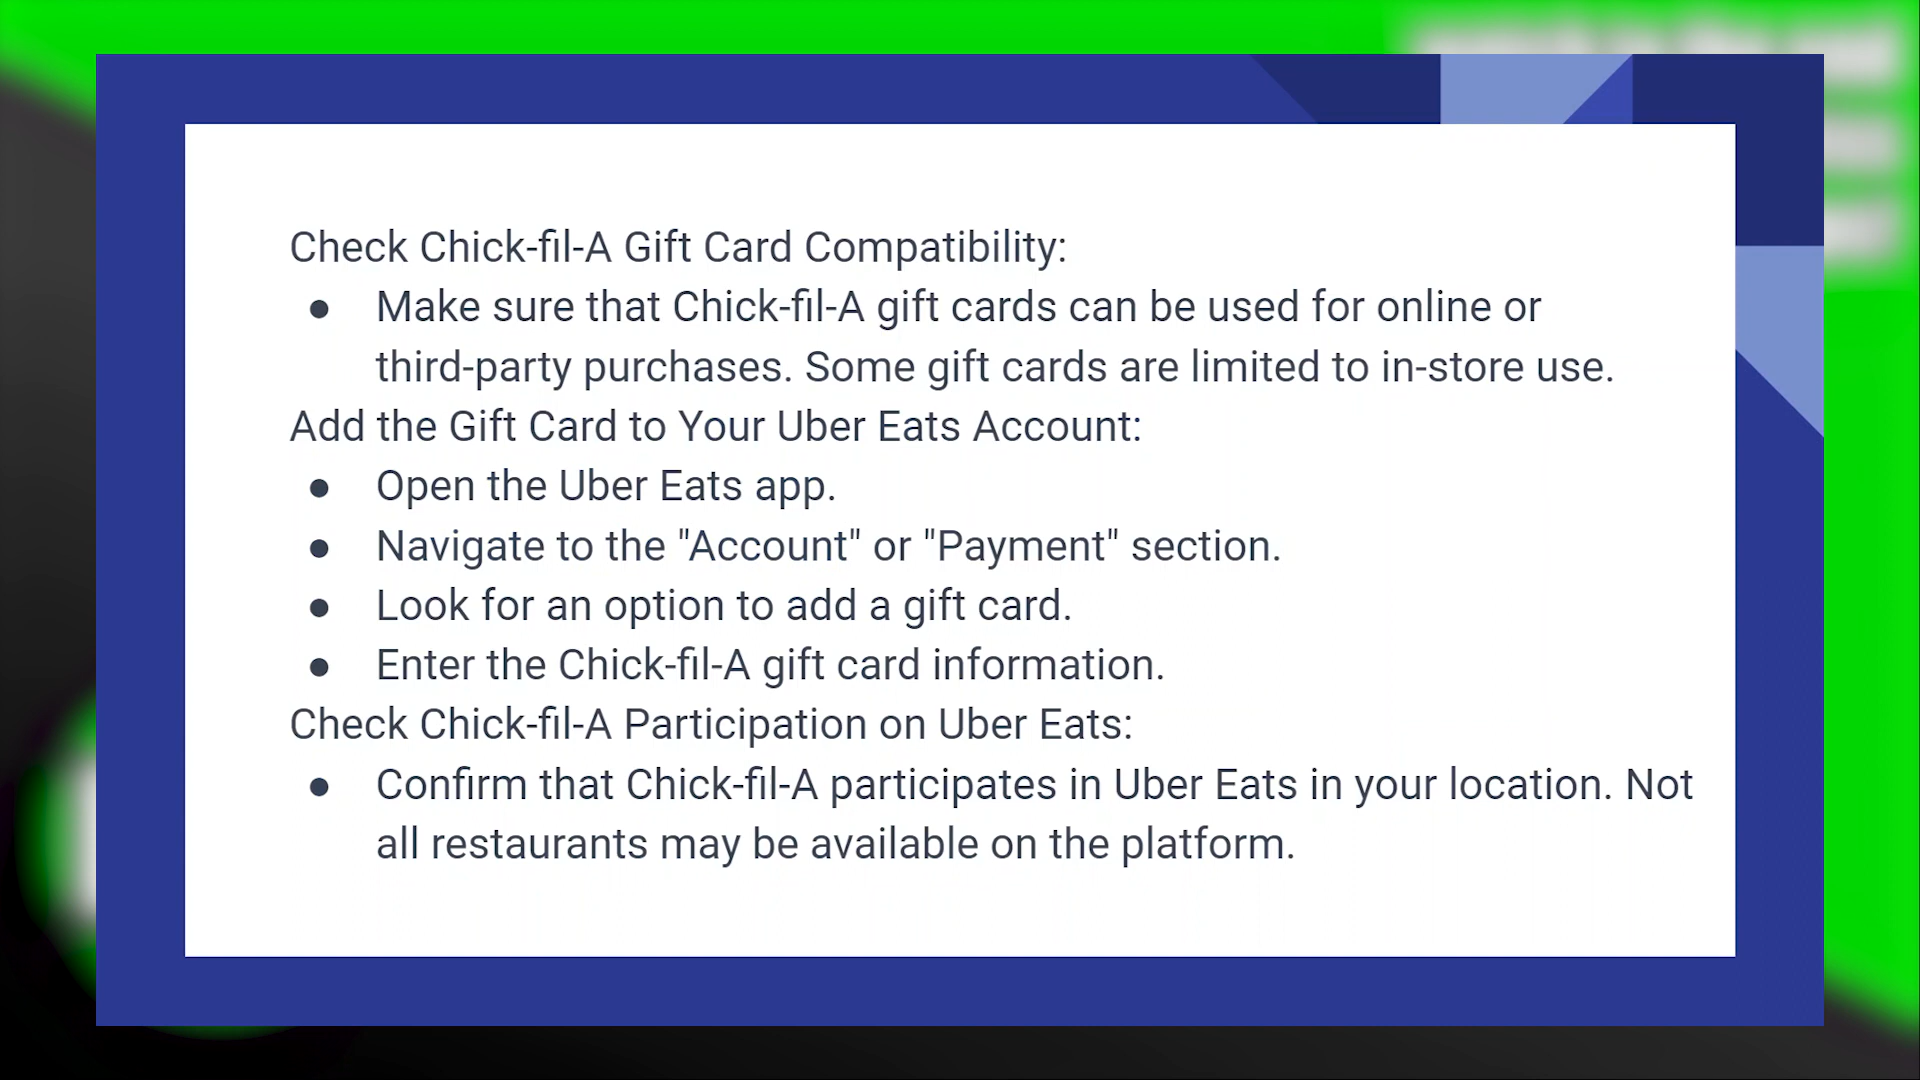 Check Chick-fil-A Gift Card Compatibility:
● Make sure that Chick-fil-A gift cards can be used for online or
third-party purchases. Some gift cards are limited to in-store use.
Add the Gift Card to Your Uber Eats Account:
● Open the Uber Eats app.
● Navigate to the "Account" or "Payment" section.
● Look for an option to add a gift card.
● Enter the Chick-fil-A gift card information.
Check Chick-fil-A Participation on Uber Eats:
● Confirm that Chick-fil-A participates in Uber Eats in your location. Not
all restaurants may be available on the platform.